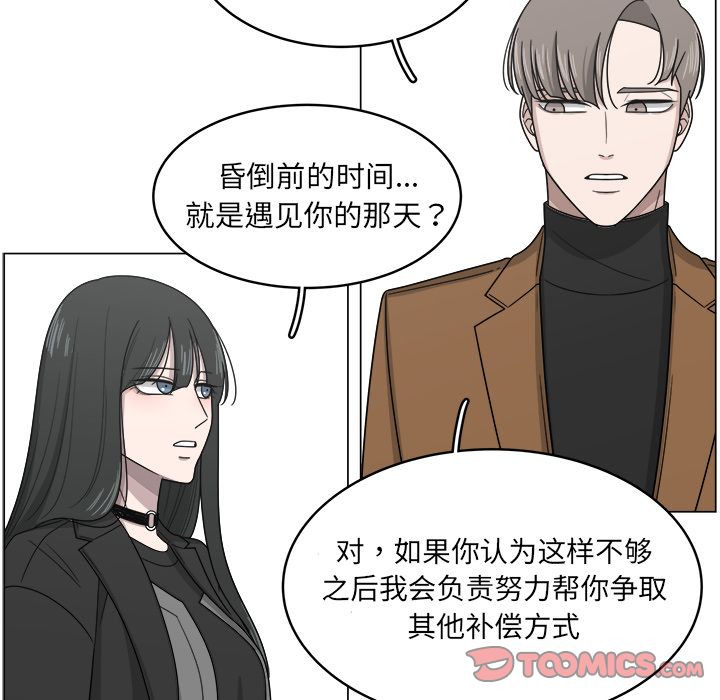 昏倒前的时间...
就是遇见你的那天？
对，如果你认为这样不够
之后我会负责努力帮你争取
其他补偿方式
TOOMICS.COM